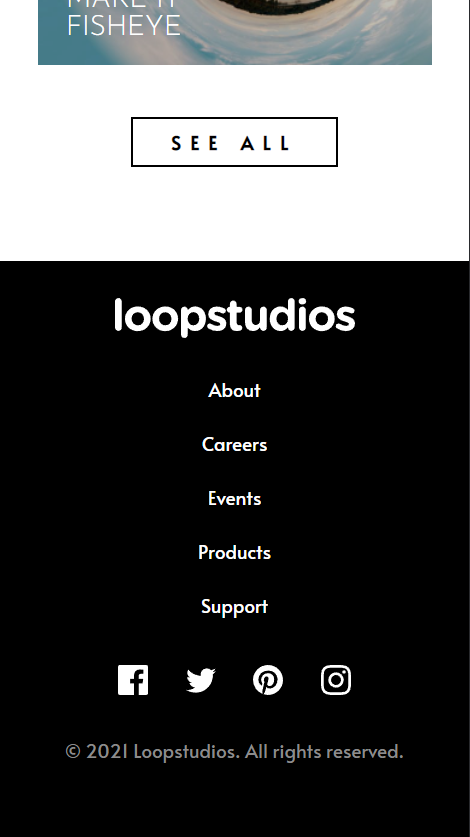 MAKE IT
FISHEYE
SEE ALL
loopstudios
About
Careers
Events
Products
Support
© 2021 Loopstudios. All rights reserved.